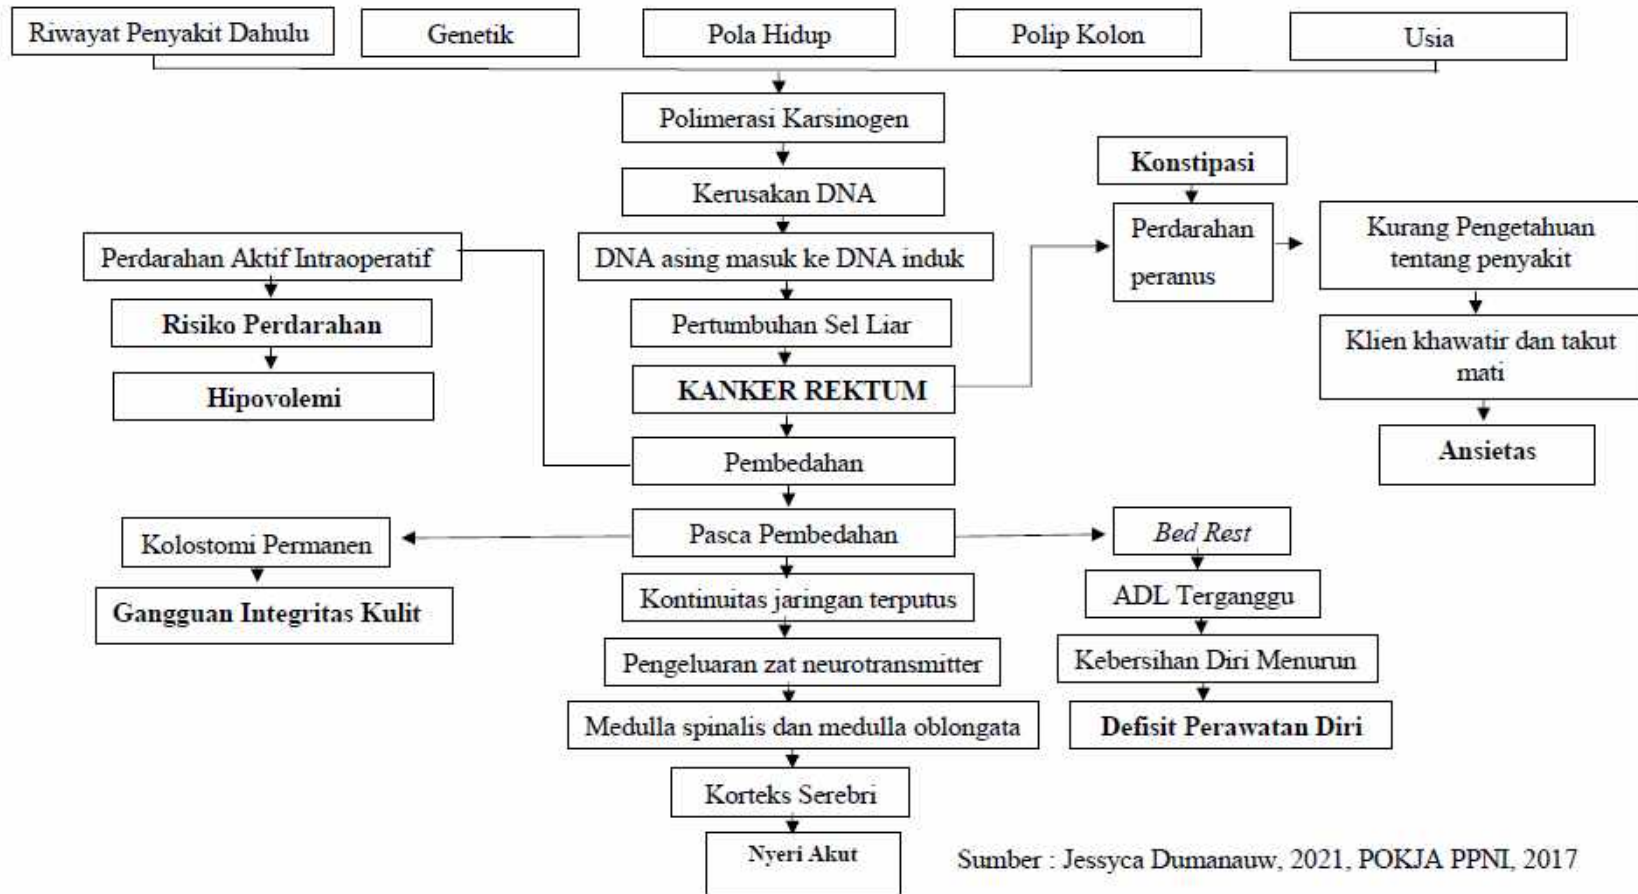 Riwayat Penyakit Dahulu
Genetik
Pola Hidup
Polip Kolon
Usia
Polimerasi Karsinogen
Kerusakan DNA
DNA asing masuk ke DNA induk
Pertumbuhan Sel Liar
KANKER REKTUM
Pembedahan
Pasca Pembedahan
Kontinuitas jaringan terputus
Pengeluaran zat neurotransmitter
Medulla spinalis dan medulla oblongata
Korteks Serebri
Nyeri Akut
Perdarahan Aktif Intraoperatif
Risiko Perdarahan
Hipovolemi
Kolostomi Permanen
Gangguan Integritas Kulit
Konstipasi
Perdarahan
peranus
Kurang Pengetahuan
tentang penyakit
Klien khawatir dan takut
mati
Ansietas
Bed Rest
ADL Terganggu
Kebersihan Diri Menurun
Defisit Perawatan Diri
Sumber : Jessyca Dumanauw, 2021, POKJA PPNI, 2017